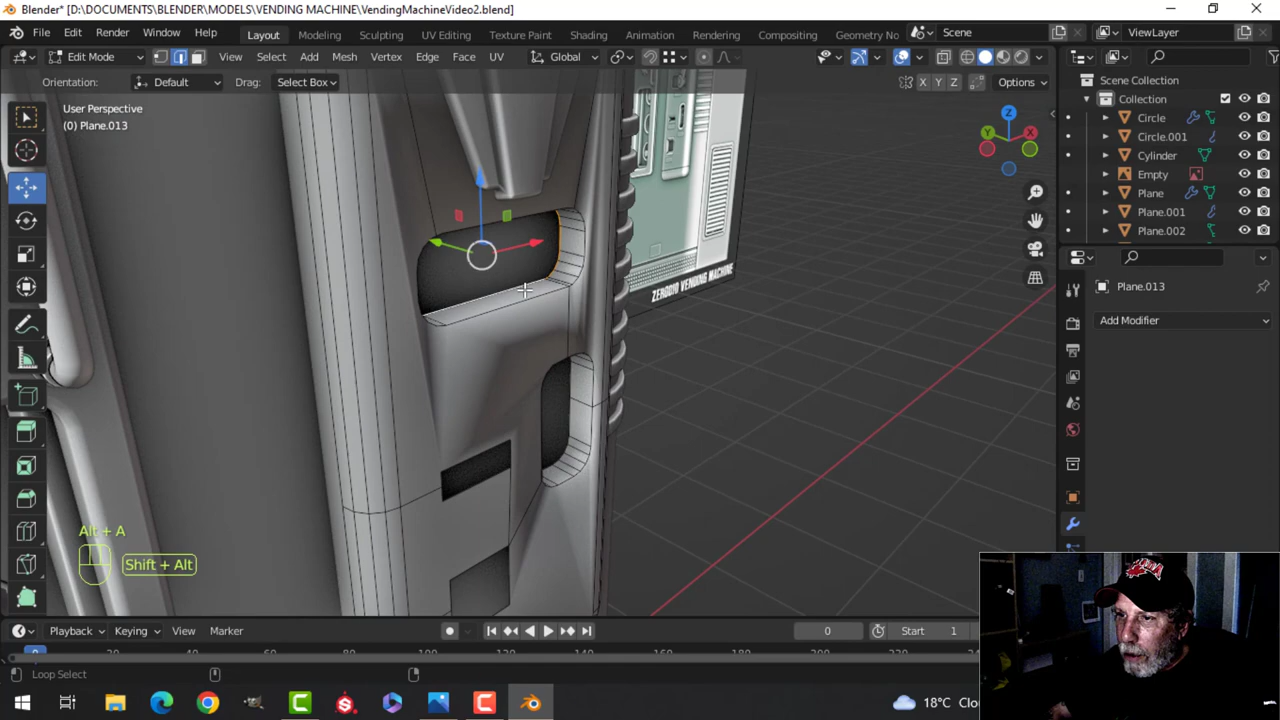 Blender* [D:\DOCUMENTS\BLENDER\MODELS\VENDING MACHINE\VendingMachineVideo2.blend]
File Edit Render Window Help Layout Modeling Sculpting UV Editing Texture Paint Shading Animation Rendering Compositing Geometry No Scene ViewLayer
Edit Mode View Select Add Mesh Vertex Edge Face UV Global
Orientation: Default Drag: Select Box X Y Z Options
User Perspective
(0) Plane.013
Scene Collection
Collection
Circle
Circle.001
Cylinder
Empty
Plane
Plane.001
Plane.002
Z
Y
X
ZERODIO VENDING MACHINE
Plane.013
Add Modifier
Alt + A
Shift + Alt
Playback Keying View Marker 0 Start 1
Loop Select
18°C Clo